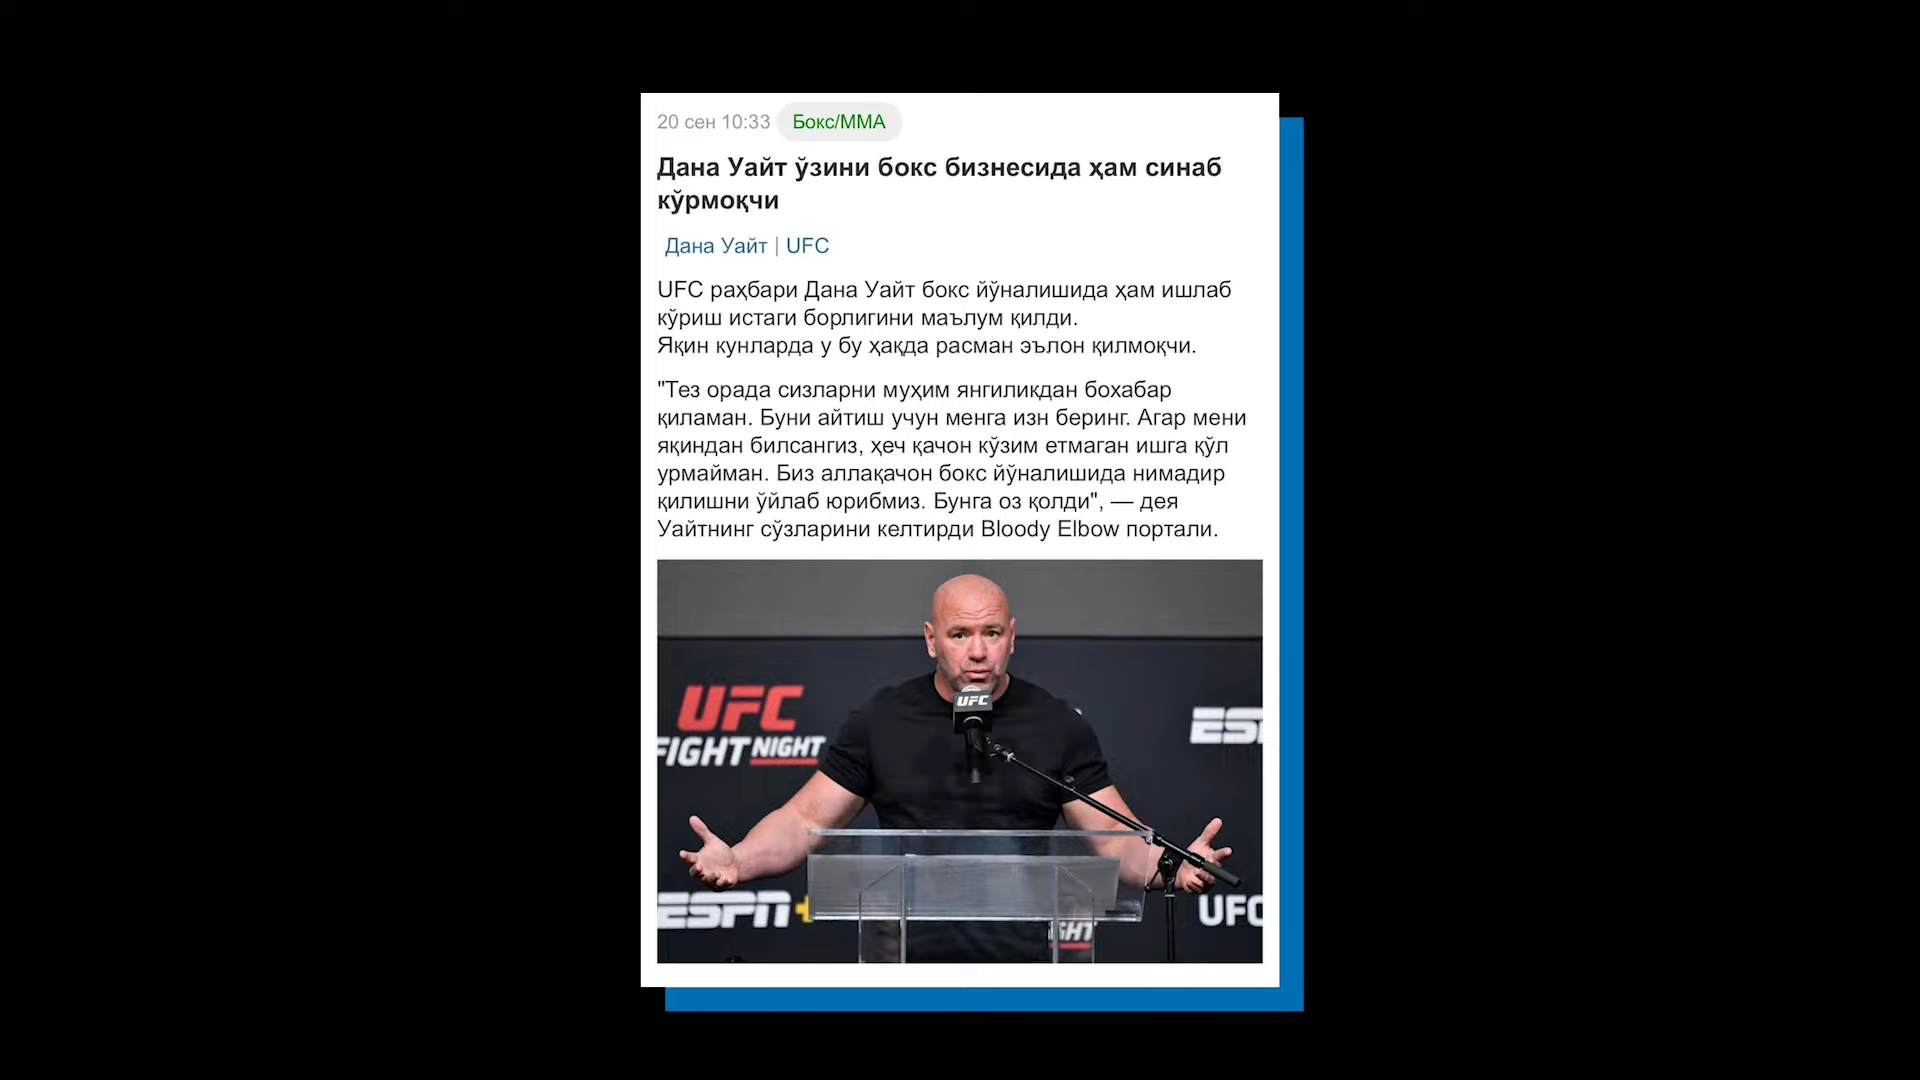 20 сен 10:33 Бокс/ММА
Дана Уайт ўзини бокс бизнесида ҳам синаб
кўрмоқчи
Дана Уайт | UFC
UFC раҳбари Дана Уайт бокс йўналишида ҳам ишлаб
кўриш истаги борлигини маълум қилди.
Яқин кунларда у бу ҳақда расман эълон қилмоқчи.
"Тез орада сизларни муҳим янгиликдан бохабар
қиламан. Буни айтиш учун менга изн беринг. Агар мени
яқиндан билсангиз, ҳеч қачон кўзим етмаган ишга қўл
урмайман. Биз аллақачон бокс йўналишида нимадир
қилишни ўйлаб юрибмиз. Бунга оз қолди", — дея
Уайтнинг сўзларини келтирди Bloody Elbow портали.
UFC
UFC
FIGHT NIGHT
ESP
ESPN+
UFC
GHT